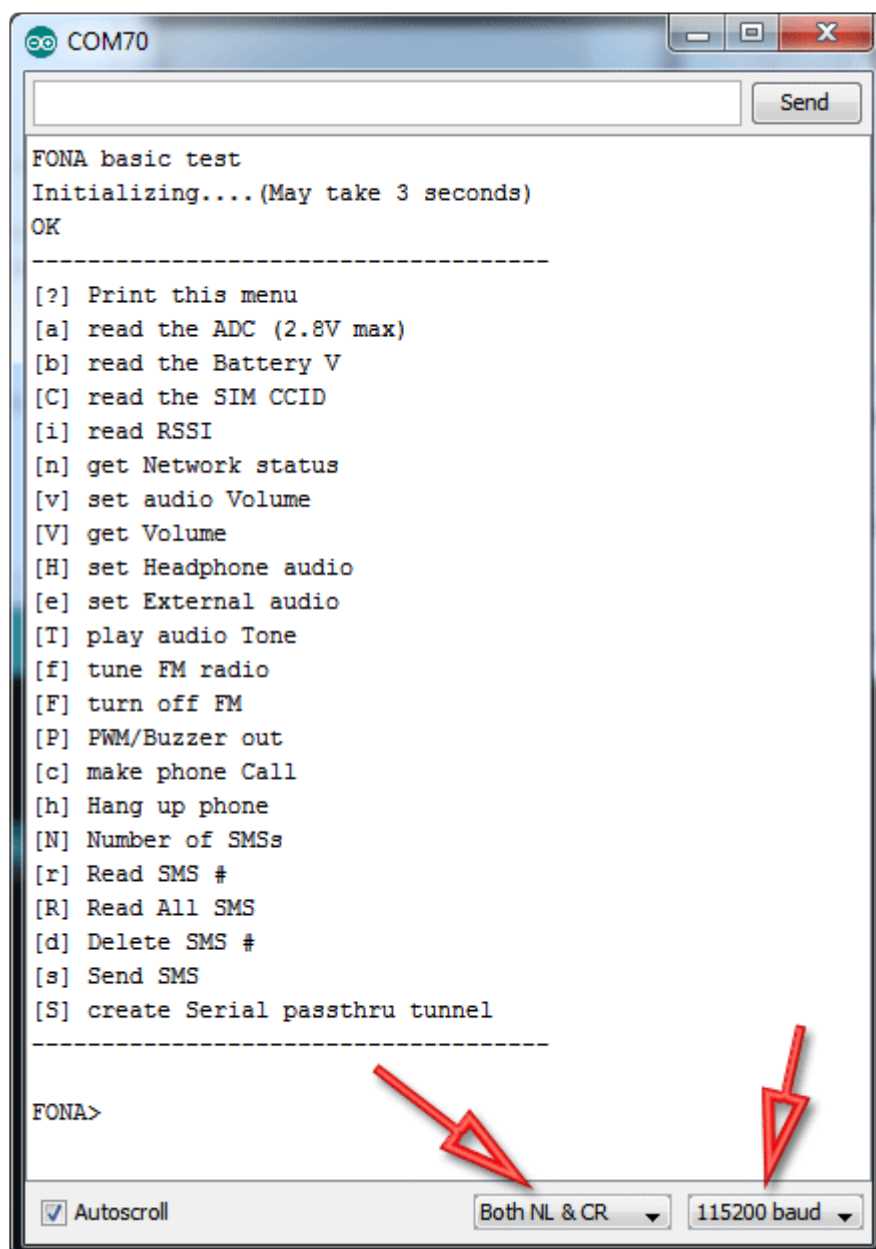 COM70
Send
FONA basic test
Initializing....(May take 3 seconds)
OK
-------------------------------------
[?] Print this menu
[a] read the ADC (2.8V max)
[b] read the Battery V
[C] read the SIM CCID
[i] read RSSI
[n] get Network status
[v] set audio Volume
[V] get Volume
[H] set Headphone audio
[e] set External audio
[T] play audio Tone
[f] tune FM radio
[F] turn off FM
[P] PWM/Buzzer out
[c] make phone Call
[h] Hang up phone
[N] Number of SMSs
[r] Read SMS #
[R] Read All SMS
[d] Delete SMS #
[s] Send SMS
[S] create Serial passthru tunnel
-------------------------------------
FONA>
Autoscroll Both NL & CR 115200 baud